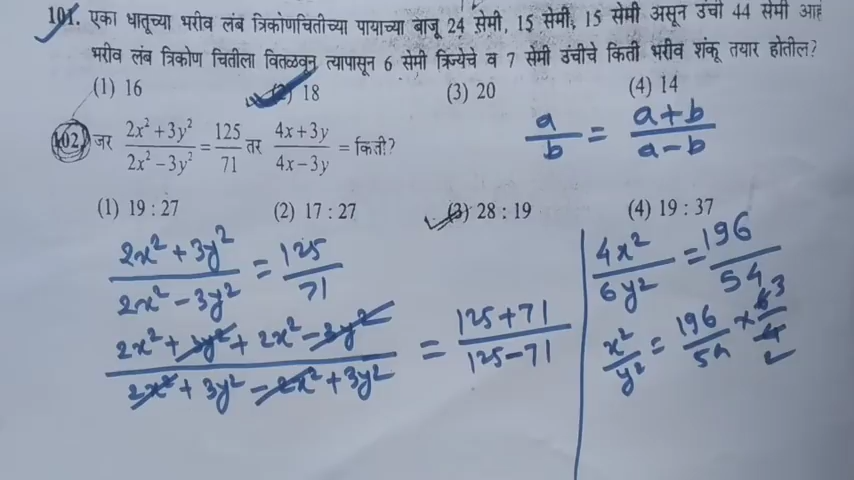 101. एका धातूच्या भरीव लंब त्रिकोणचितीच्या पायाच्या बाजू 24 सेमी, 15 सेमी, 15 सेमी असून उंची 44 सेमी आहे
भरीव लंब त्रिकोण चितीला वितळवून त्यापासून 6 सेमी त्रिज्येचे व 7 सेमी उंचीचे किती भरीव शंकू तयार होतील?
(1) 16 (2) 18 (3) 20 (4) 14
102. जर (2x² + 3y²)/(2x² − 3y²) = 125/71 तर (4x + 3y)/(4x − 3y) = किती?
a/b = (a+b)/(a−b)
(1) 19 : 27 (2) 17 : 27 (3) 28 : 19 (4) 19 : 37
(2x² + 3y²)/(2x² − 3y²) = 125/71
(2x² + 3y² + 2x² − 3y²)/(2x² + 3y² − 2x² + 3y²) = (125 + 71)/(125 − 71)
4x²/6y² = 196/54
x²/y² = 196/54 × 6 3/4 2